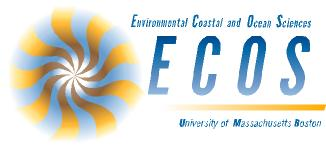 Environmental Coastal and Ocean Sciences
ECOS
University of Massachusetts Boston